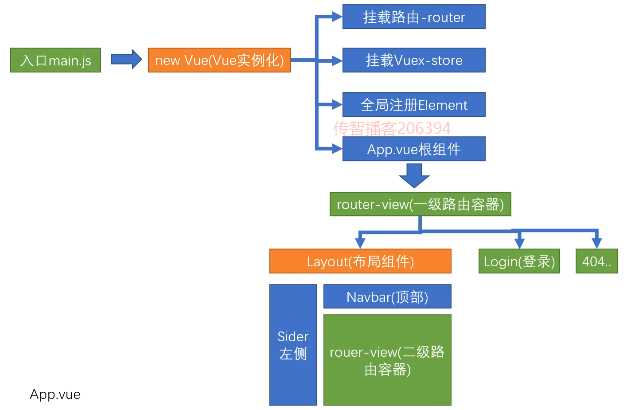 挂载路由-router
入口main.js
new Vue(Vue实例化)
挂载Vuex-store
全局注册Element
传智播客206394
App.vue根组件
router-view(一级路由容器)
Layout(布局组件)
Login(登录)
404..
Sider
左侧
Navbar(顶部)
rouer-view(二级路
由容器)
App.vue